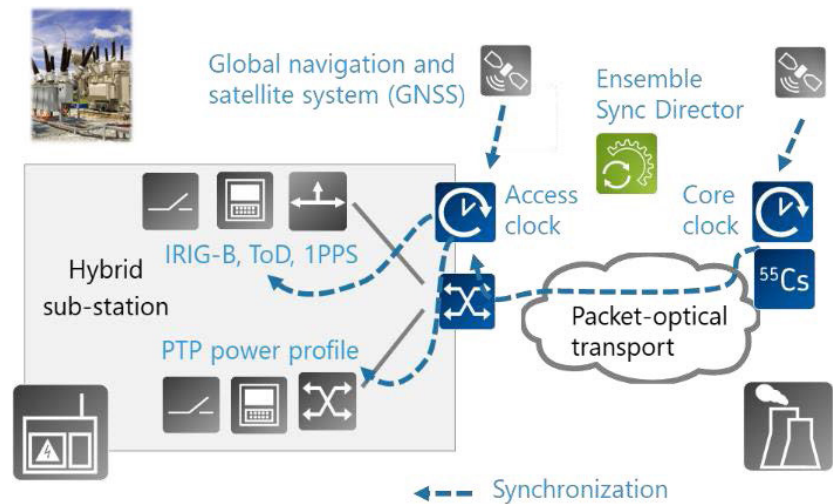 Global navigation and
satellite system (GNSS)
Ensemble
Sync Director
Access
clock
Core
clock
IRIG-B, ToD, 1PPS
⁵⁵Cs
Hybrid
sub-station
Packet-optical
transport
PTP power profile
Synchronization